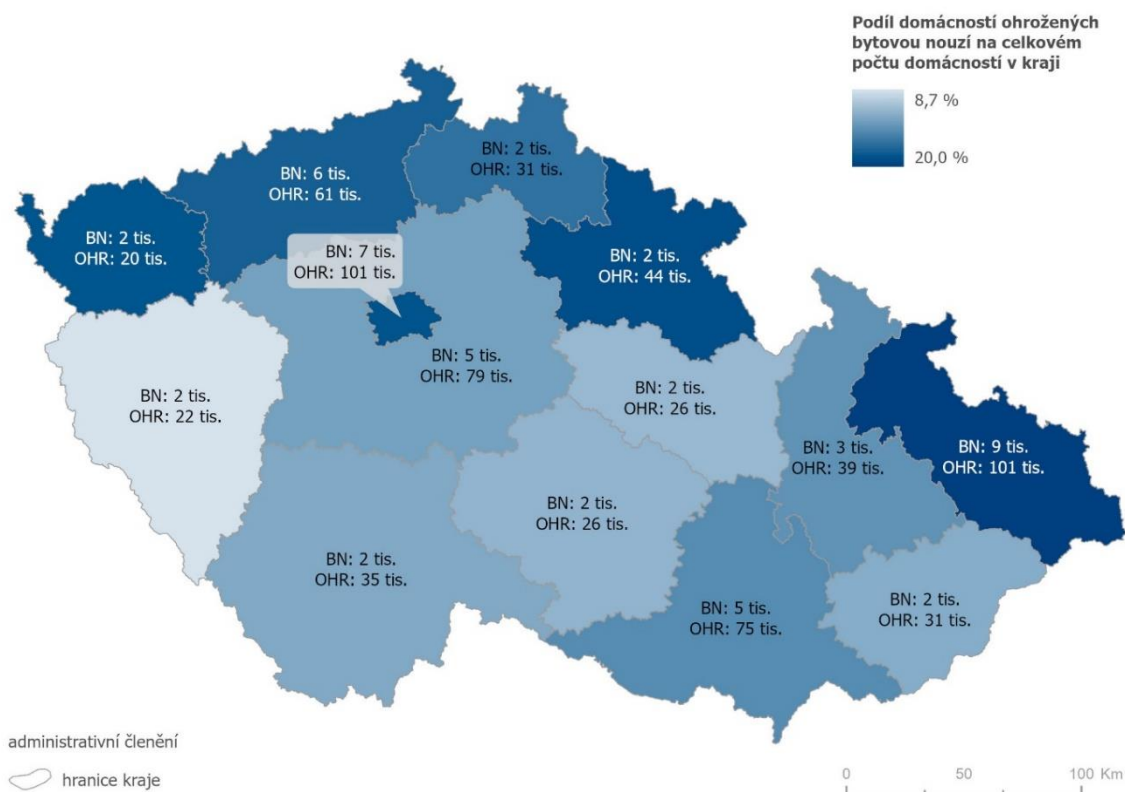 Podíl domácností ohrožených
bytovou nouzí na celkovém
počtu domácností v kraji
8,7 %
20,0 %
BN: 2 tis.
OHR: 31 tis.
BN: 6 tis.
OHR: 61 tis.
BN: 2 tis.
OHR: 20 tis.
BN: 7 tis.
OHR: 101 tis.
BN: 2 tis.
OHR: 44 tis.
BN: 5 tis.
OHR: 79 tis.
BN: 2 tis.
OHR: 22 tis.
BN: 2 tis.
OHR: 26 tis.
BN: 3 tis.
OHR: 39 tis.
BN: 9 tis.
OHR: 101 tis.
BN: 2 tis.
OHR: 26 tis.
BN: 2 tis.
OHR: 35 tis.
BN: 5 tis.
OHR: 75 tis.
BN: 2 tis.
OHR: 31 tis.
administrativní členění
hranice kraje
0 50 100 Km